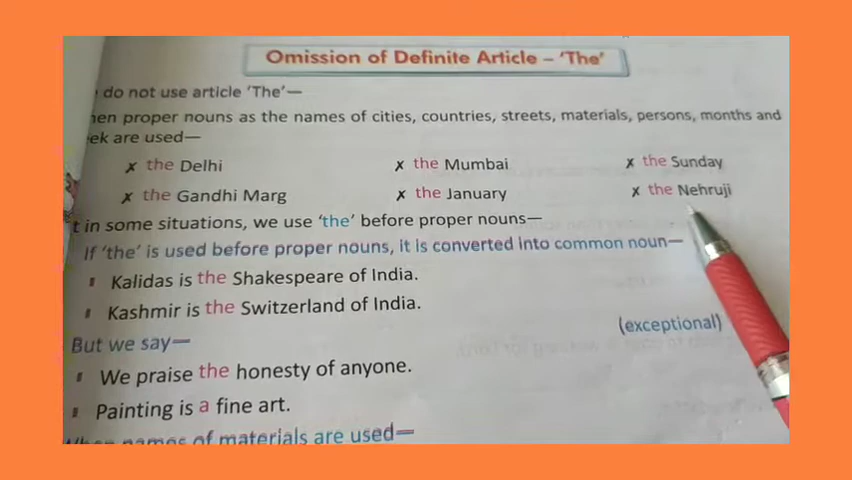 Omission of Definite Article – 'The'
do not use article 'The'—
proper nouns as the names of cities, countries, streets, materials, persons, months and
are used—
✗ the Delhi ✗ the Mumbai ✗ the Sunday
✗ the Gandhi Marg ✗ the January ✗ the Nehruji
in some situations, we use 'the' before proper nouns—
If 'the' is used before proper nouns, it is converted into common noun—
Kalidas is the Shakespeare of India.
Kashmir is the Switzerland of India.
(exceptional)
But we say—
We praise the honesty of anyone.
Painting is a fine art.
When names of materials are used—